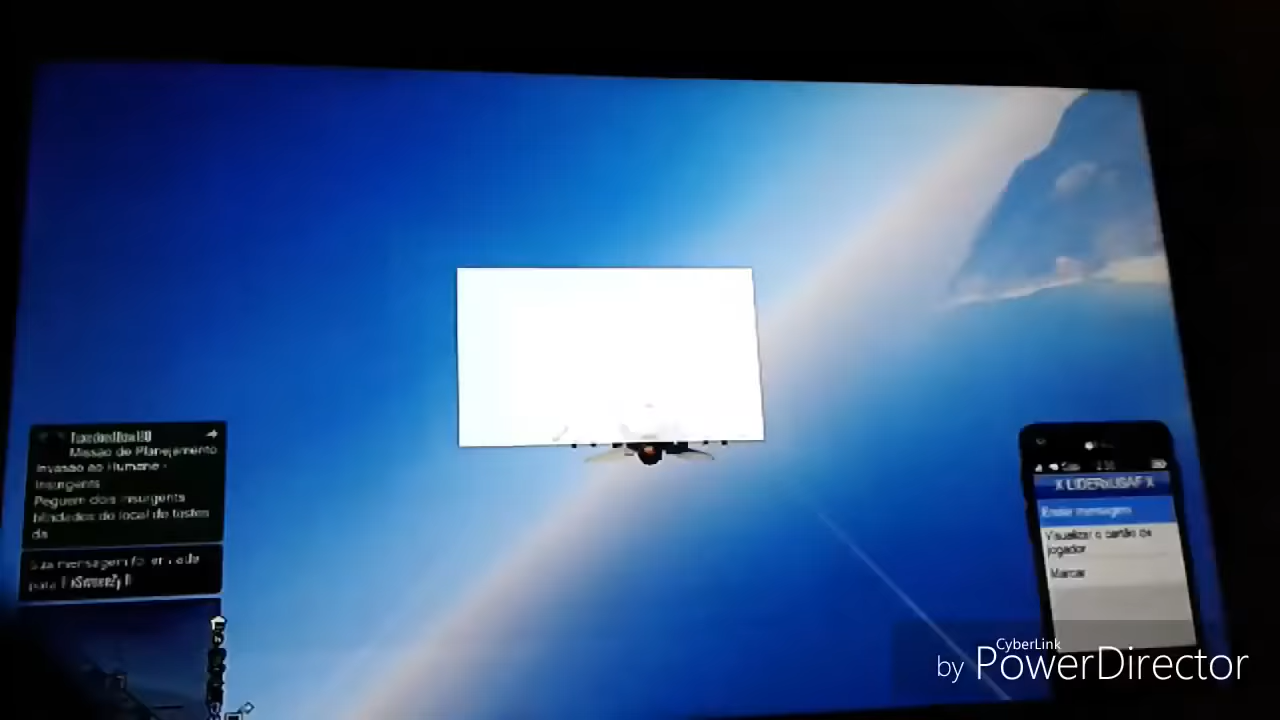 Missão de Planejamento
Invasão ao Humane -
Insurgents
Peguem dois insurgents
blindados do local de testes
da
Sua mensagem foi enviada
para
X LIDERxUSAF X
Enviar mensagem
Visualizar o cartão de
jogador
Marcar
CyberLink
by PowerDirector